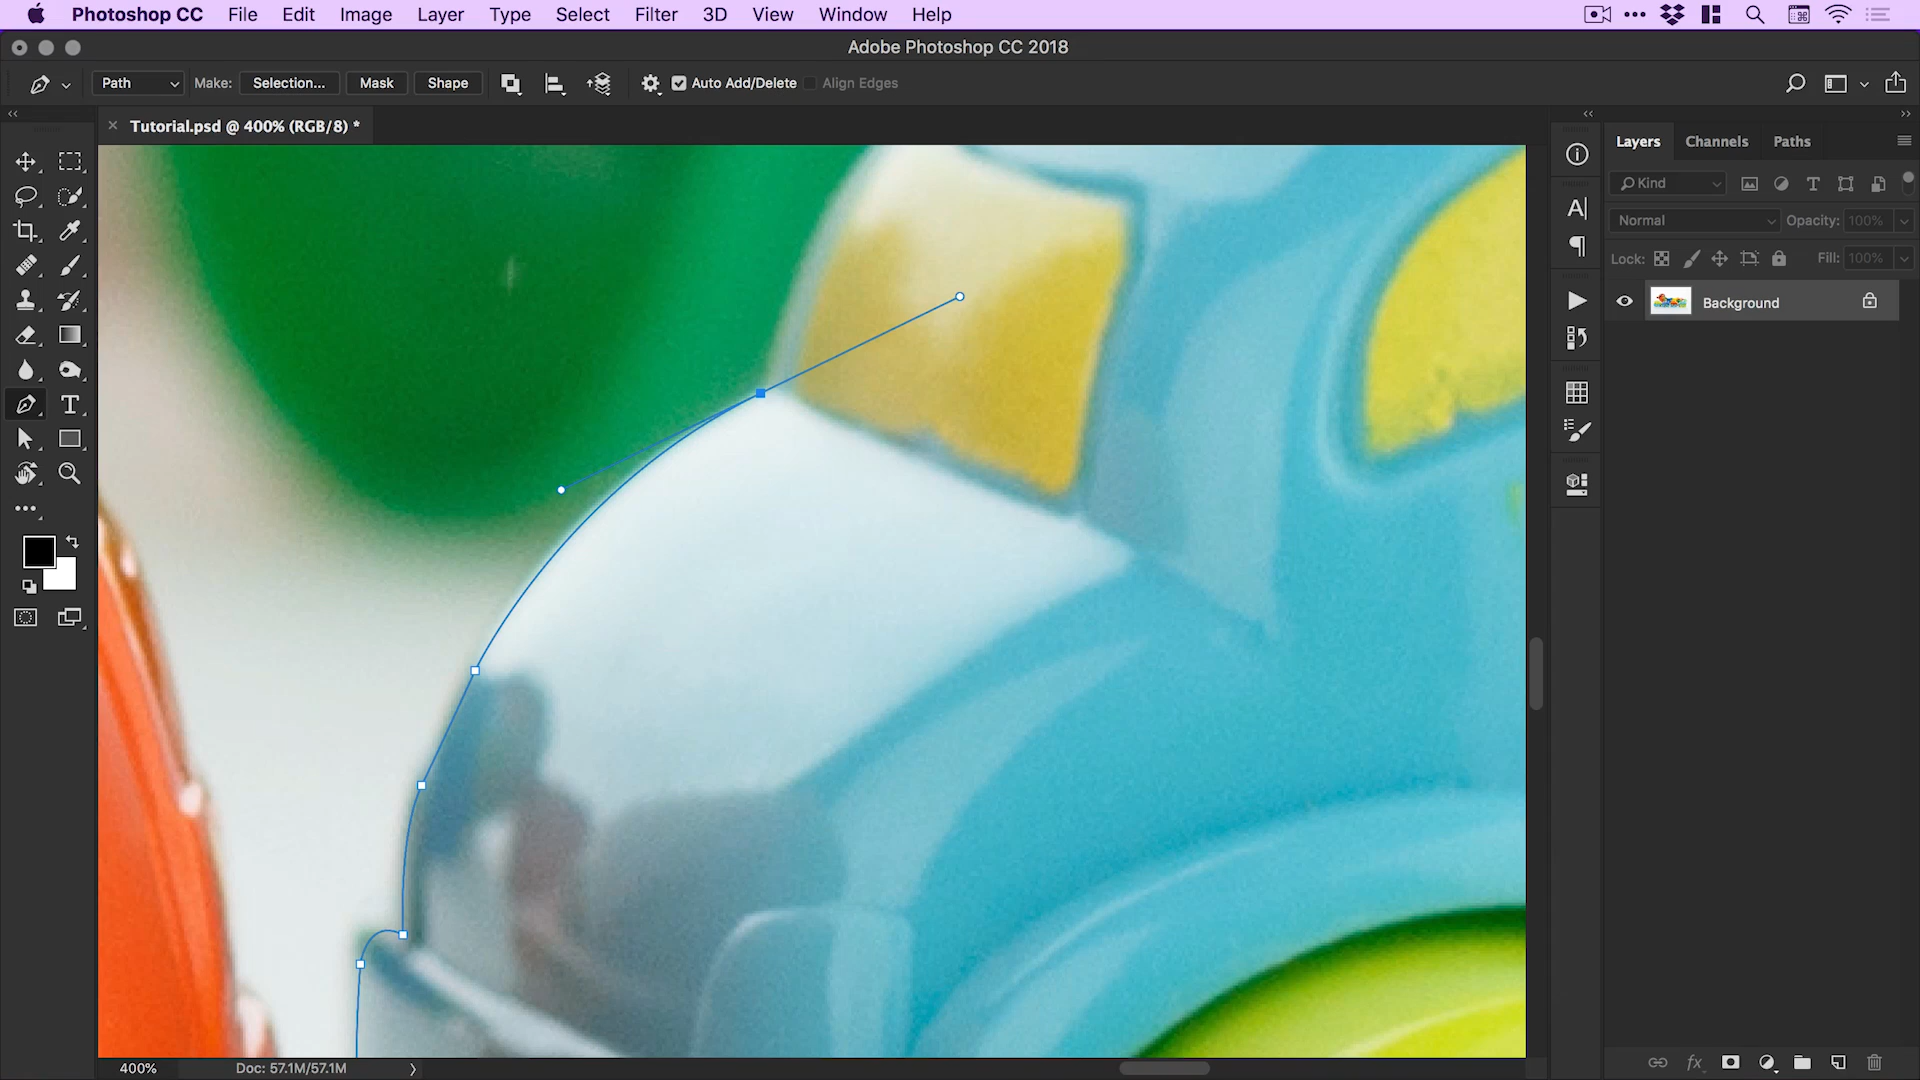 Photoshop CC File Edit Image Layer Type Select Filter 3D View Window Help
Adobe Photoshop CC 2018
Path Make: Selection... Mask Shape Auto Add/Delete Align Edges
Tutorial.psd @ 400% (RGB/8) *
Layers Channels Paths
Kind
Normal Opacity: 100%
Lock: Fill: 100%
Background
400% Doc: 57.1M/57.1M